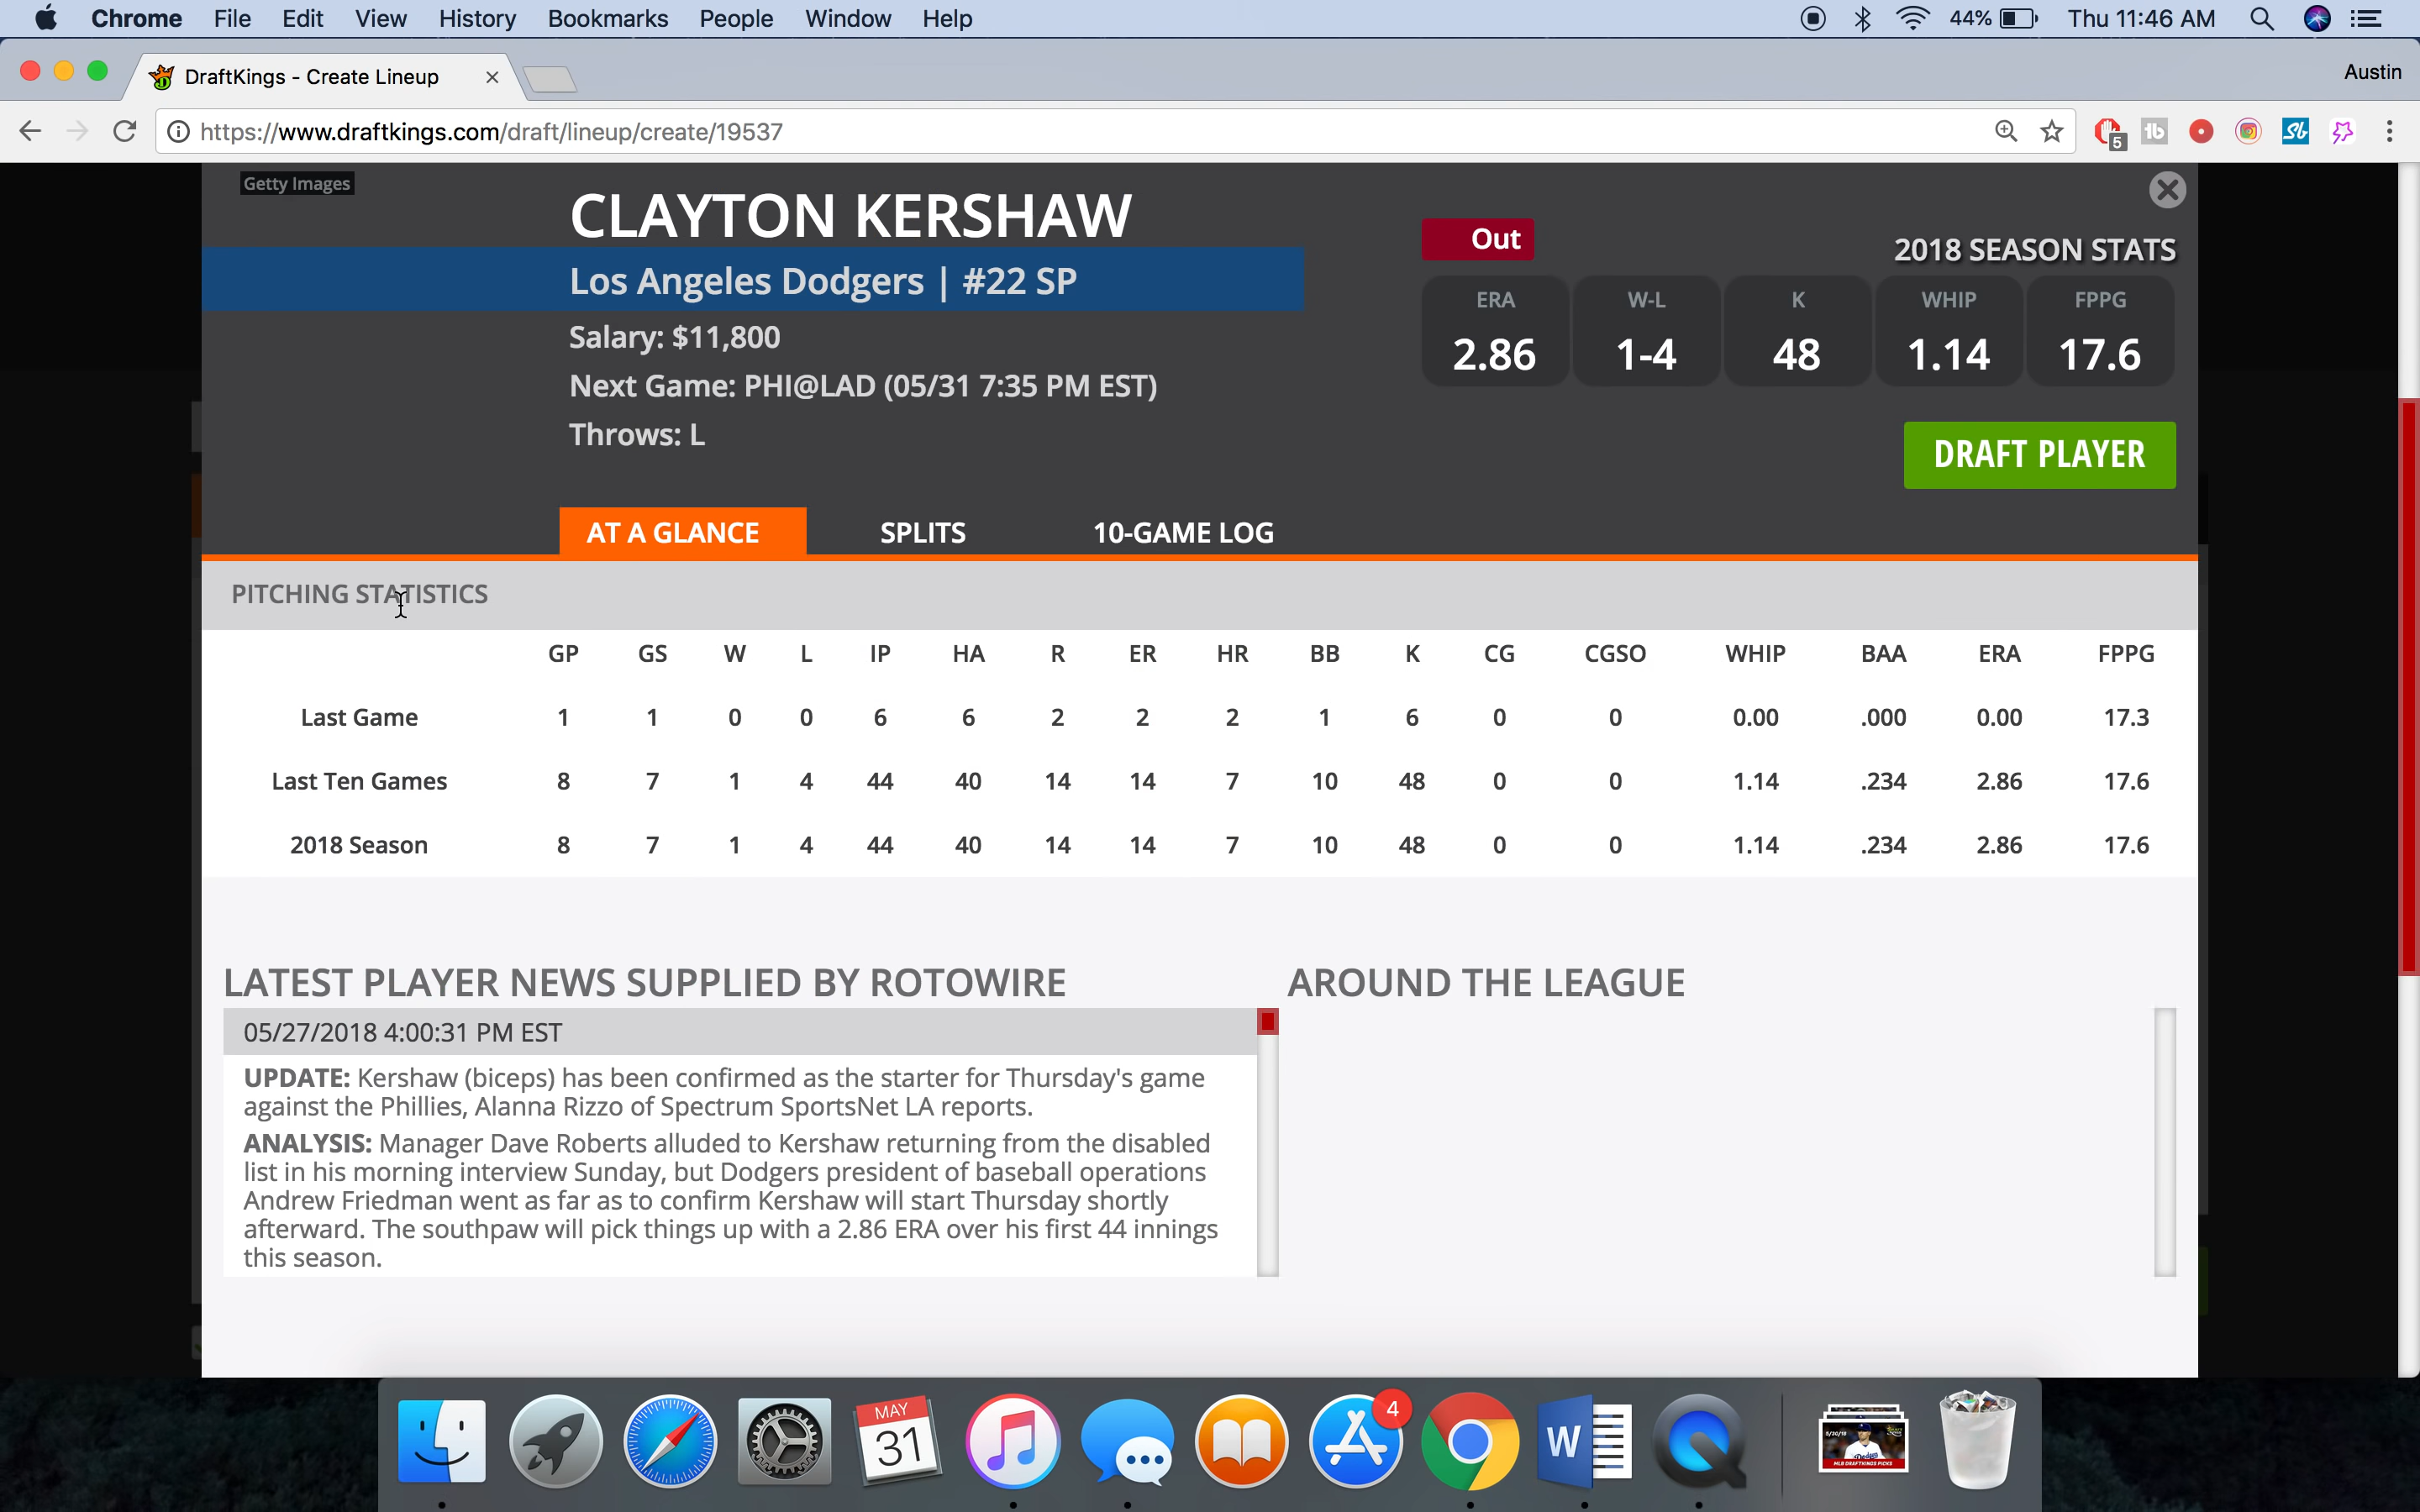 Chrome File Edit View History Bookmarks People Window Help 44% Thu 11:46 AM
DraftKings - Create Lineup Austin
https://www.draftkings.com/draft/lineup/create/19537 5
Getty Images
CLAYTON KERSHAW
Los Angeles Dodgers | #22 SP
Salary: $11,800
Next Game: PHI@LAD (05/31 7:35 PM EST)
Throws: L
Out
2018 SEASON STATS
ERA W-L K WHIP FPPG
2.86 1-4 48 1.14 17.6
DRAFT PLAYER
AT A GLANCE SPLITS 10-GAME LOG
PITCHING STATISTICS
GP GS W L IP HA R ER HR BB K CG CGSO WHIP BAA ERA FPPG
Last Game 1 1 0 0 6 6 2 2 2 1 6 0 0 0.00 .000 0.00 17.3
Last Ten Games 8 7 1 4 44 40 14 14 7 10 48 0 0 1.14 .234 2.86 17.6
2018 Season 8 7 1 4 44 40 14 14 7 10 48 0 0 1.14 .234 2.86 17.6
LATEST PLAYER NEWS SUPPLIED BY ROTOWIRE
05/27/2018 4:00:31 PM EST
UPDATE: Kershaw (biceps) has been confirmed as the starter for Thursday's game
against the Phillies, Alanna Rizzo of Spectrum SportsNet LA reports.
ANALYSIS: Manager Dave Roberts alluded to Kershaw returning from the disabled
list in his morning interview Sunday, but Dodgers president of baseball operations
Andrew Friedman went as far as to confirm Kershaw will start Thursday shortly
afterward. The southpaw will pick things up with a 2.86 ERA over his first 44 innings
this season.
AROUND THE LEAGUE
MAY
31
4
W
5/30/18
Dodgers
MLB DRAFTKINGS PICKS